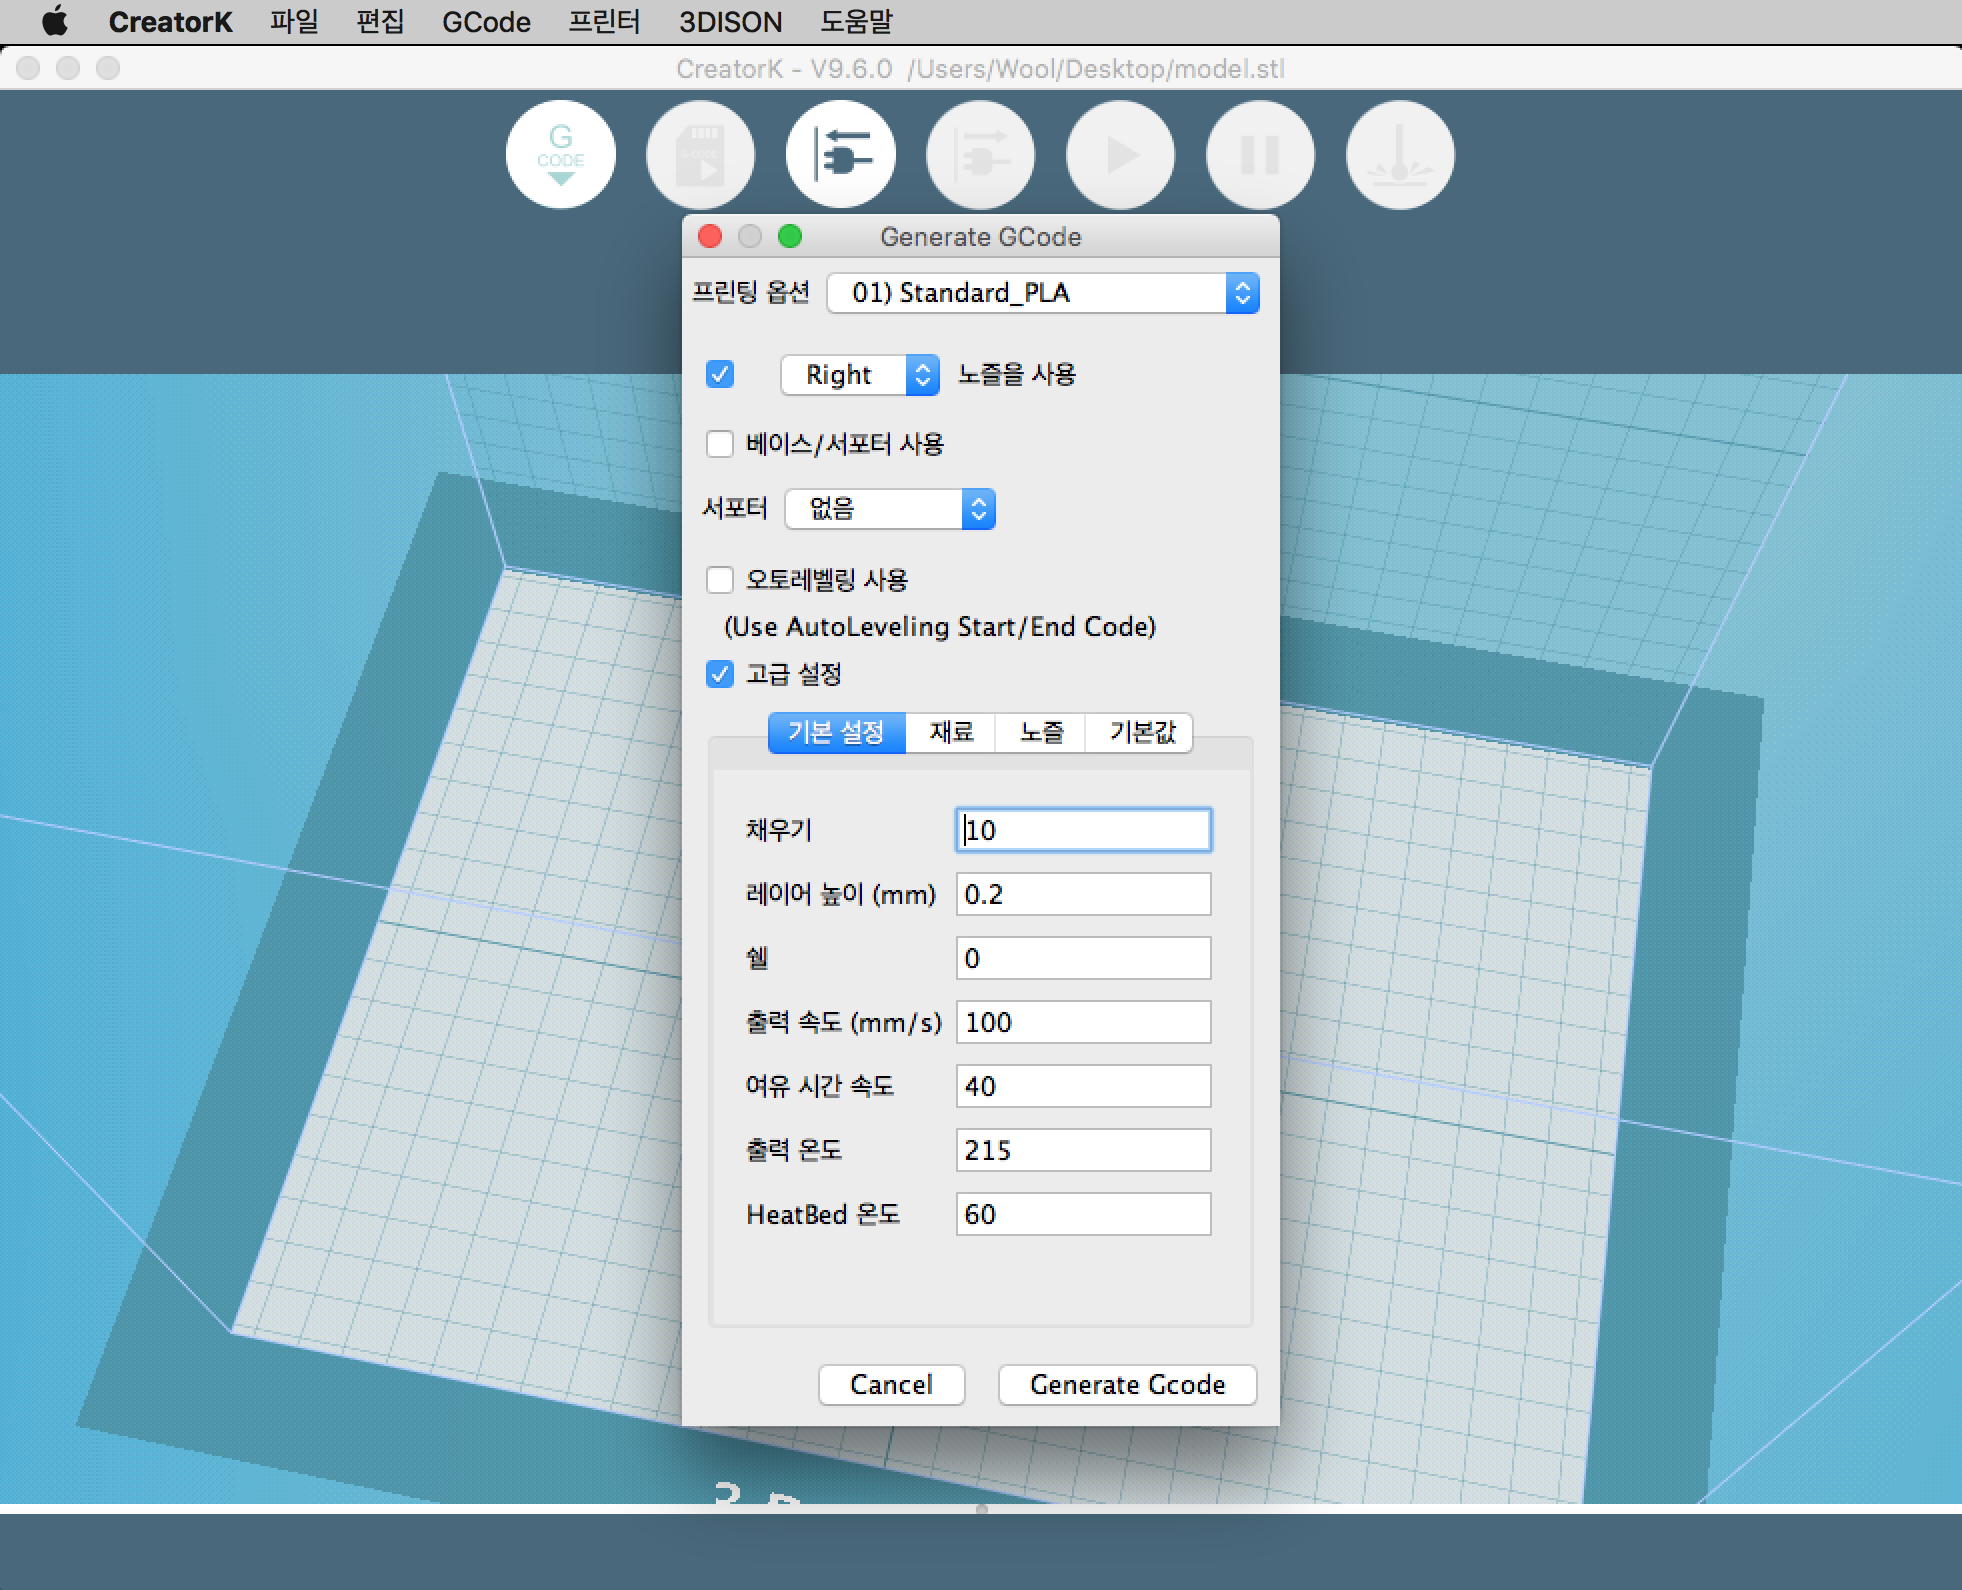 CreatorK 파일 편집 GCode 프린터 3DISON 도움말
CreatorK - V9.6.0 /Users/Wool/Desktop/model.stl
G
CODE
G-CODE
Generate GCode
프린팅 옵션 01) Standard_PLA
Right 노즐을 사용
베이스/서포터 사용
서포터 없음
오토레벨링 사용
(Use AutoLeveling Start/End Code)
고급 설정
기본 설정 재료 노즐 기본값
채우기 10
레이어 높이 (mm) 0.2
쉘 0
출력 속도 (mm/s) 100
여유 시간 속도 40
출력 온도 215
HeatBed 온도 60
Cancel Generate Gcode